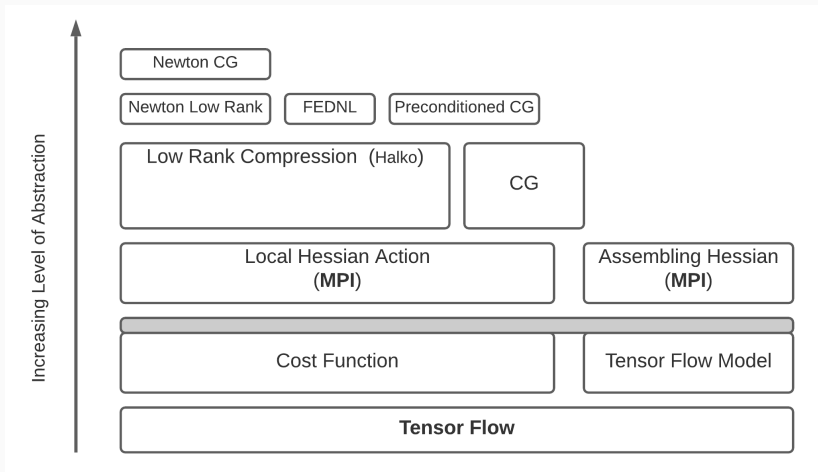 Newton CG
Newton Low Rank
FEDNL
Preconditioned CG
Low Rank Compression (Halko)
CG
Local Hessian Action
(MPI)
Assembling Hessian
(MPI)
Cost Function
Tensor Flow Model
Tensor Flow
Increasing Level of Abstraction